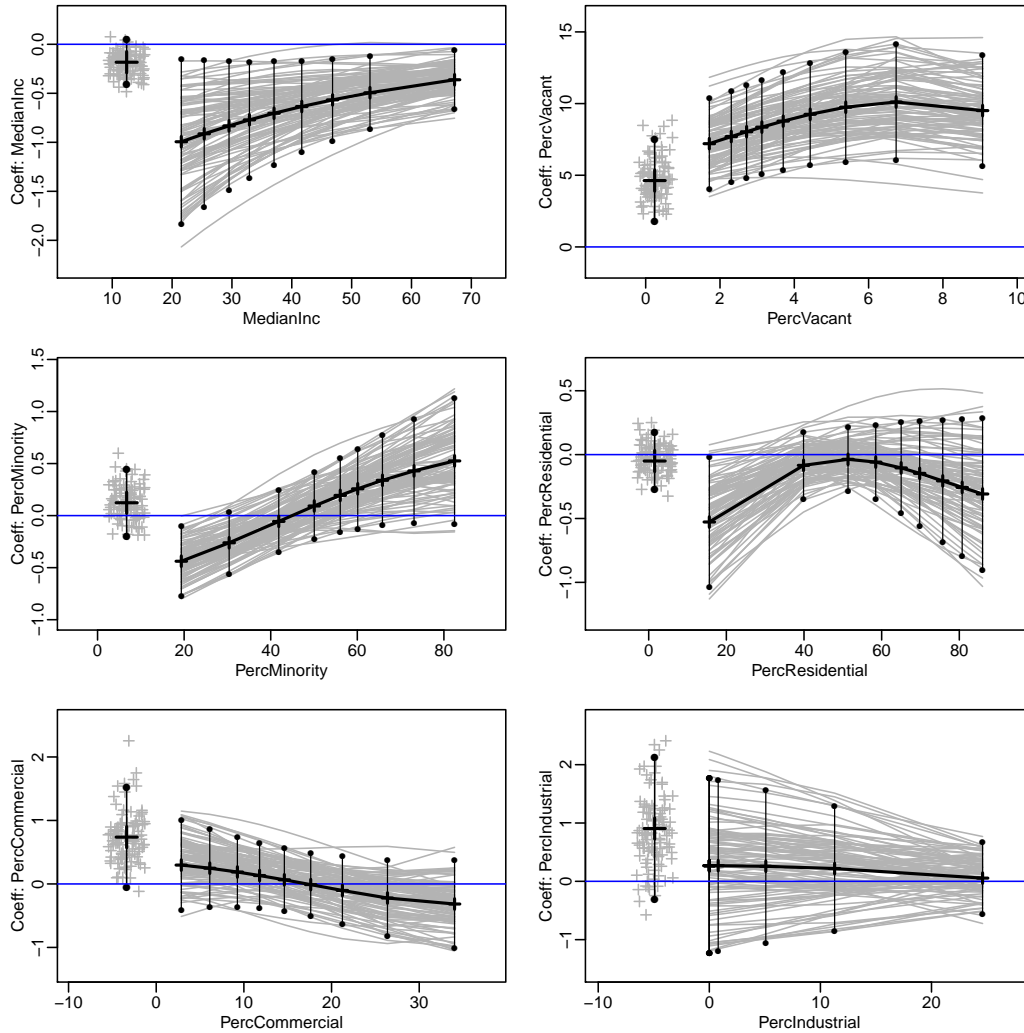 0.0
−0.5
−1.0
−1.5
−2.0
Coeff: MedianInc
10 20 30 40 50 60 70
MedianInc
15
10
5
0
Coeff: PercVacant
0 2 4 6 8 10
PercVacant
1.5
1.0
0.5
0.0
−0.5
−1.0
Coeff: PercMinority
0 20 40 60 80
PercMinority
0.5
0.0
−0.5
−1.0
Coeff: PercResidential
0 20 40 60 80
PercResidential
2
1
0
−1
Coeff: PercCommercial
−10 0 10 20 30
PercCommercial
2
1
0
−1
Coeff: PercIndustrial
−10 0 10 20
PercIndustrial